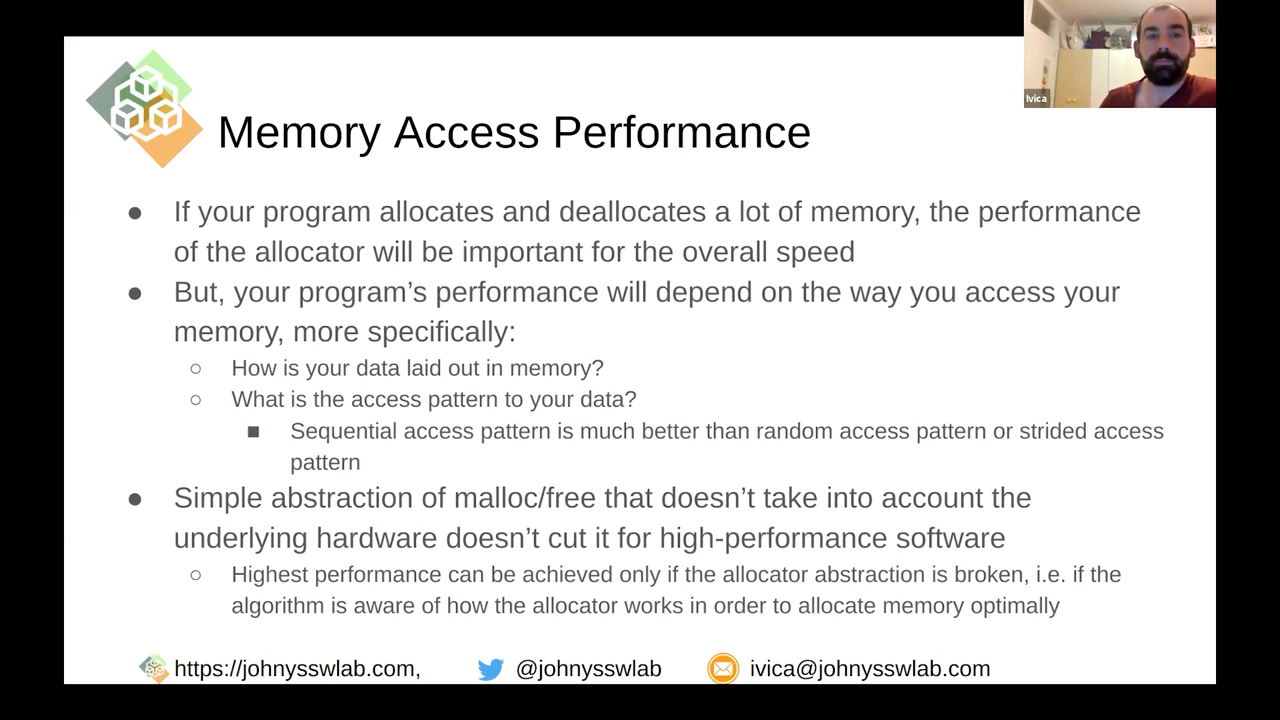 Ivica
Memory Access Performance
● If your program allocates and deallocates a lot of memory, the performance
of the allocator will be important for the overall speed
● But, your program’s performance will depend on the way you access your
memory, more specifically:
○ How is your data laid out in memory?
○ What is the access pattern to your data?
■ Sequential access pattern is much better than random access pattern or strided access
pattern
● Simple abstraction of malloc/free that doesn’t take into account the
underlying hardware doesn’t cut it for high-performance software
○ Highest performance can be achieved only if the allocator abstraction is broken, i.e. if the
algorithm is aware of how the allocator works in order to allocate memory optimally
https://johnysswlab.com, @johnysswlab ivica@johnysswlab.com